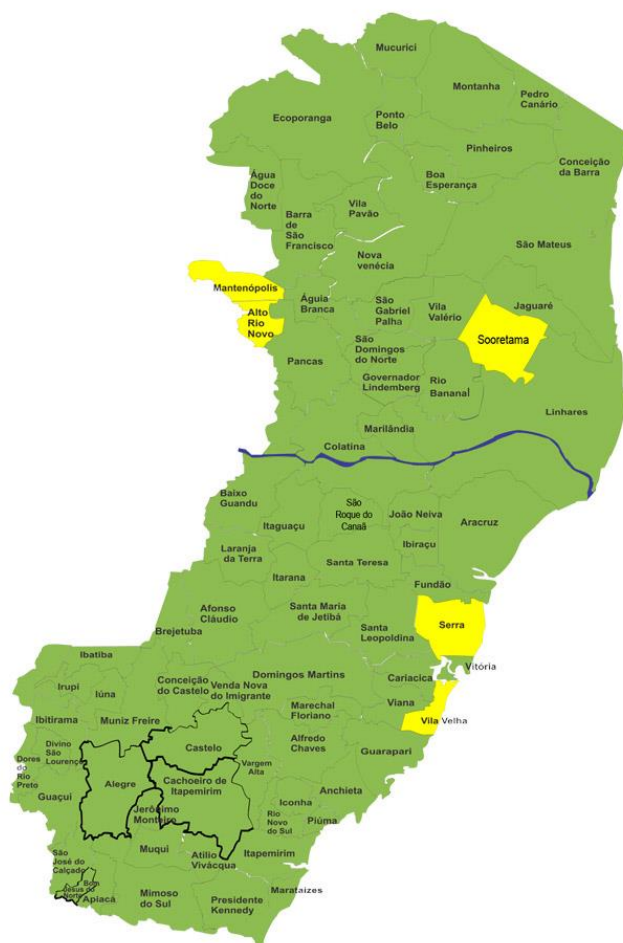 Mucurici
Montanha
Pedro
Canário
Ecoporanga
Ponto
Belo
Pinheiros
Conceição
da Barra
Água
Doce
do
Norte
Boa
Esperança
Vila
Pavão
Barra
de
São
Francisco
São Mateus
Nova
venécia
Mantenópolis
Águia
Branca
São
Gabriel
Palha
Vila
Valério
Jaguaré
Alto
Rio
Novo
Sooretama
São
Domingos
do Norte
Pancas
Governador
Lindemberg
Rio
Bananal
Linhares
Marilândia
Colatina
Baixo
Guandu
São
Roque do
Canaã
João Neiva
Aracruz
Itaguaçu
Ibiraçu
Laranja
da Terra
Santa Teresa
Itarana
Fundão
Afonso
Cláudio
Santa Maria
de Jetibá
Serra
Brejetuba
Santa
Leopoldina
Ibatiba
Vitória
Domingos Martins
Cariacica
Conceição
do Castelo
Venda Nova
do Imigrante
Irupi
Iúna
Viana
Marechal
Floriano
Ibitirama
Muniz Freire
Vila Velha
Alfredo
Chaves
Castelo
Guarapari
Divino
São
Lourenço
Dores
do
Rio
Preto
Vargem
Alta
Cachoeiro de
Itapemirim
Alegre
Anchieta
Guaçui
Iconha
Jerônimo
Monteiro
Rio
Novo
do Sul
Piúma
Muqui
Itapemirim
São
José do
Calçado
Atilio
Vivácqua
Bom
Jesus do
Norte
Apiacá
Mimoso
do Sul
Presidente
Kennedy
Marataizes